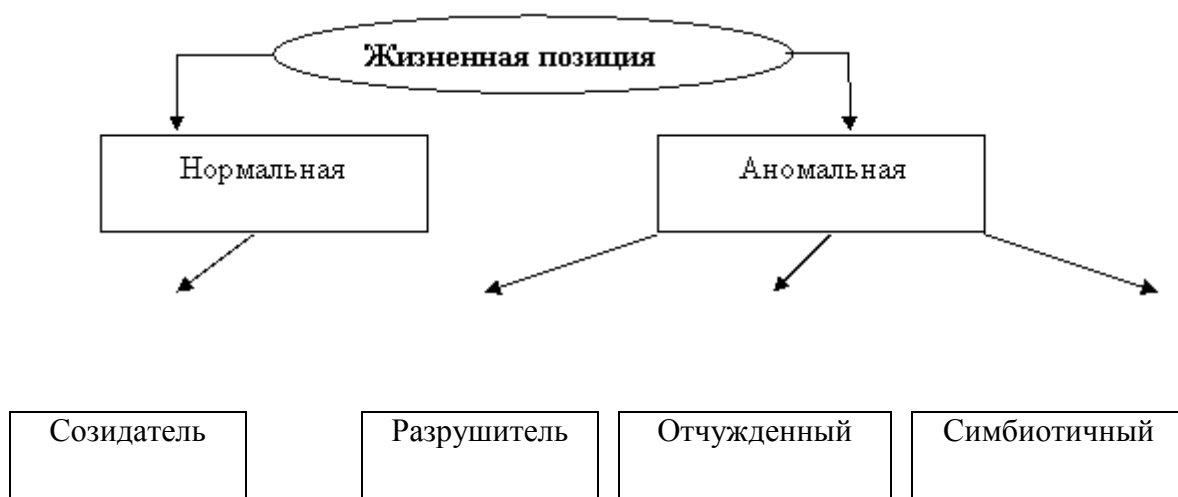 Жизненная позиция
Нормальная
Аномальная
Созидатель
Разрушитель
Отчужденный
Симбиотичный